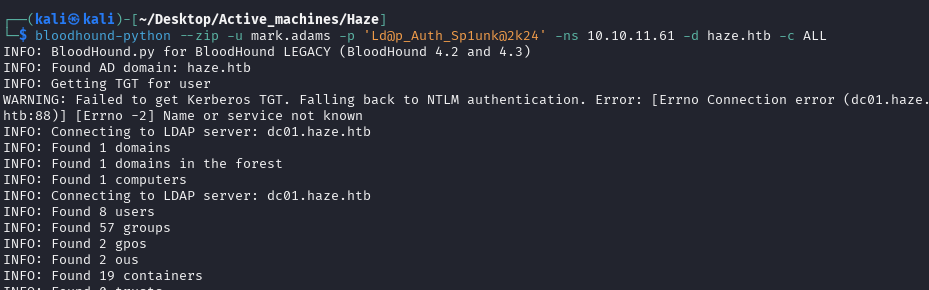 ┌──(kali㉿kali)-[~/Desktop/Active_machines/Haze]
└─$ bloodhound-python --zip -u mark.adams -p 'Ld@p_Auth_Sp1unk@2k24' -ns 10.10.11.61 -d haze.htb -c ALL
INFO: BloodHound.py for BloodHound LEGACY (BloodHound 4.2 and 4.3)
INFO: Found AD domain: haze.htb
INFO: Getting TGT for user
WARNING: Failed to get Kerberos TGT. Falling back to NTLM authentication. Error: [Errno Connection error (dc01.haze.
htb:88)] [Errno -2] Name or service not known
INFO: Connecting to LDAP server: dc01.haze.htb
INFO: Found 1 domains
INFO: Found 1 domains in the forest
INFO: Found 1 computers
INFO: Connecting to LDAP server: dc01.haze.htb
INFO: Found 8 users
INFO: Found 57 groups
INFO: Found 2 gpos
INFO: Found 2 ous
INFO: Found 19 containers
INFO: Found 0 trusts